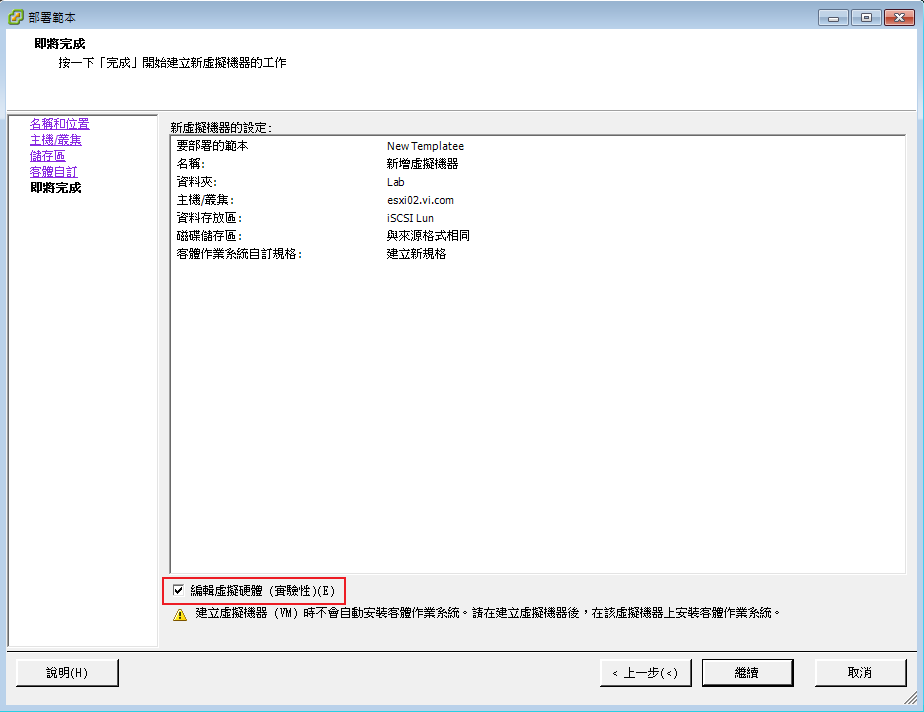 部署範本
即將完成
按一下「完成」開始建立新虛擬機器的工作
名稱和位置
主機/叢集
儲存區
客體自訂
即將完成
新虛擬機器的設定:
要部署的範本 New Templatee
名稱: 新增虛擬機器
資料夾: Lab
主機/叢集: esxi02.vi.com
資料存放區: iSCSI Lun
磁碟儲存區: 與來源格式相同
客體作業系統自訂規格: 建立新規格
編輯虛擬硬體 (實驗性)(E)
建立虛擬機器 (VM) 時不會自動安裝客體作業系統。請在建立虛擬機器後，在該虛擬機器上安裝客體作業系統。
說明(H)
< 上一步(<)
繼續
取消